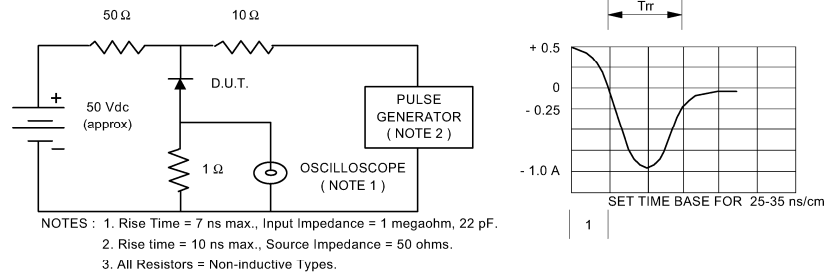 50 Ω
10 Ω
D.U.T.
+
50 Vdc
(approx)
−
PULSE
GENERATOR
( NOTE 2 )
1 Ω
OSCILLOSCOPE
( NOTE 1 )
Trr
+ 0.5
0
- 0.25
- 1.0 A
SET TIME BASE FOR 25-35 ns/cm
1
NOTES : 1. Rise Time = 7 ns max., Input Impedance = 1 megaohm, 22 pF.
2. Rise time = 10 ns max., Source Impedance = 50 ohms.
3. All Resistors = Non-inductive Types.